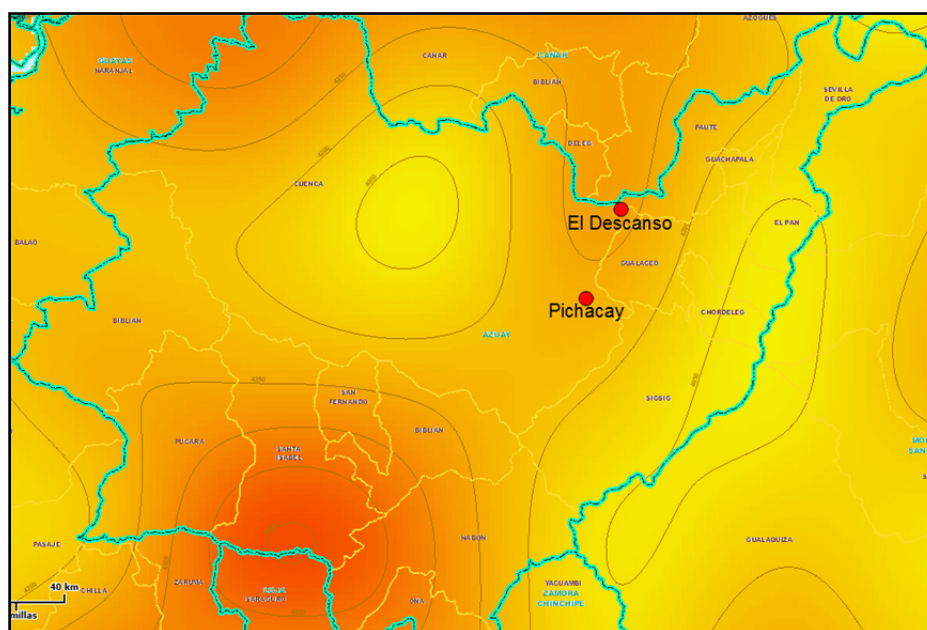 AZOGUES
CAÑAR
CAÑAR
GUAYAS
NARANJAL
BIBLIAN
SEVILLA
DE ORO
PAUTE
DELEG
GUACHAPALA
CUENCA
El Descanso
EL PAN
BALAO
GUALACEO
Pichacay
CHORDELEG
BIBLIAN
AZUAY
4350
SAN
FERNANDO
SIGSIG
BIBLIAN
PUCARA
SANTA
ISABEL
NABON
GUALAQUIZA
PASAJE
ZARUMA
CHILLA
LOJA
SARAGURO
OÑA
YACUAMBI
ZAMORA
CHINCHIPE
40 km
millas